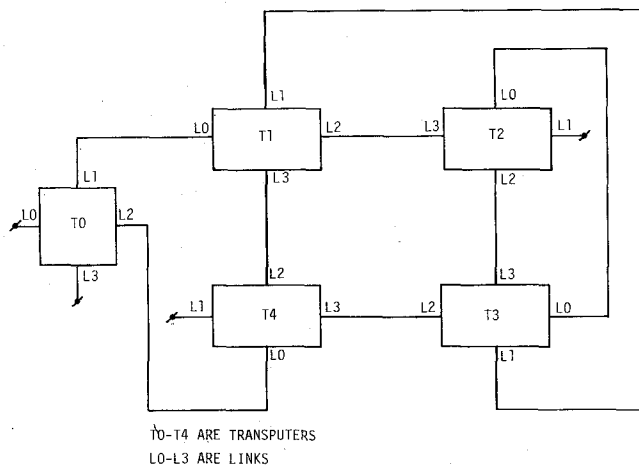 L1
L0
L0 T1 L2
L3 T2 L1
L1
L3
L2
L0 T0 L2
L3
L2
L3
L1 T4 L3
L2 T3 L0
L0
L1
T0-T4 ARE TRANSPUTERS
L0-L3 ARE LINKS